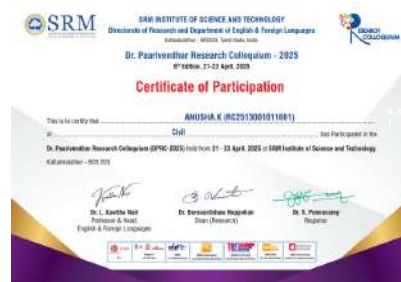 SRM
SRM INSTITUTE OF SCIENCE AND TECHNOLOGY
Directorate of Research and Department of English & Foreign Languages
Kattankulathur - 603203, Tamil Nadu, India
RESEARCH
COLLOQUIUM
Dr. Paarivendhar Research Colloquium - 2025
6th Edition, 21-23 April, 2025
Certificate of Participation
This is to certify that ANUSHA.K (RC2513001011001)
of Civil has Participated in the
Dr. Paarivendhar Research Colloquium (DPRC-2025) held from 21 - 23 April, 2025 at SRM Institute of Science and Technology
Kattankulathur - 603 203.
Dr. L. Kavitha Nair
Professor & Head
English & Foreign Languages
Dr. Bernaurdshaw Neppolian
Dean (Research)
Dr. S. Ponnusamy
Registrar